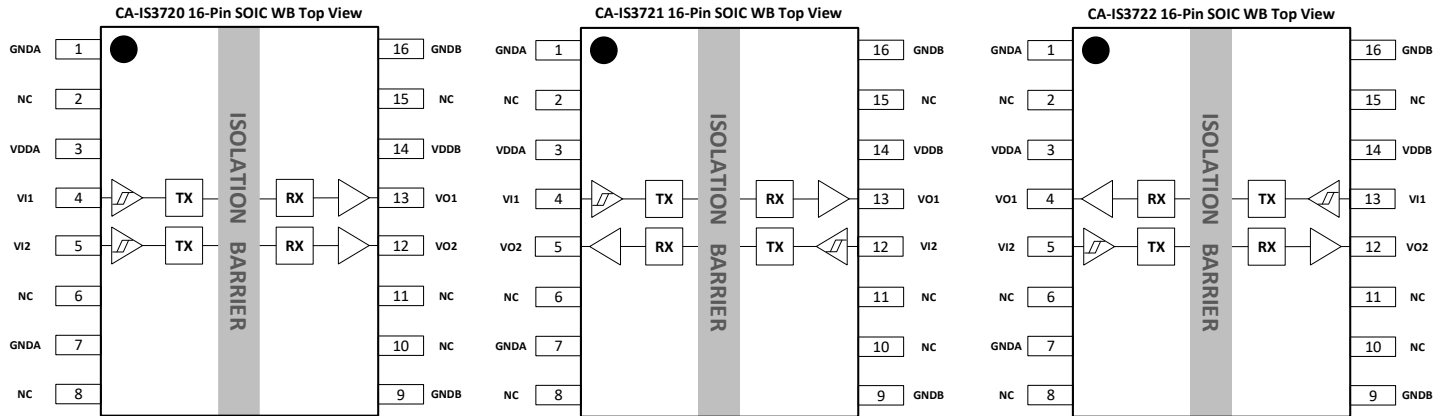 CA-IS3720 16-Pin SOIC WB Top View
GNDA 1 16 GNDB
NC 2 15 NC
VDDA 3 14 VDDB
VI1 4 TX RX 13 VO1
VI2 5 TX RX 12 VO2
NC 6 11 NC
GNDA 7 10 NC
NC 8 9 GNDB
ISOLATION BARRIER
CA-IS3721 16-Pin SOIC WB Top View
GNDA 1 16 GNDB
NC 2 15 NC
VDDA 3 14 VDDB
VI1 4 TX RX 13 VO1
VO2 5 RX TX 12 VI2
NC 6 11 NC
GNDA 7 10 NC
NC 8 9 GNDB
ISOLATION BARRIER
CA-IS3722 16-Pin SOIC WB Top View
GNDA 1 16 GNDB
NC 2 15 NC
VDDA 3 14 VDDB
VO1 4 RX TX 13 VI1
VI2 5 TX RX 12 VO2
NC 6 11 NC
GNDA 7 10 NC
NC 8 9 GNDB
ISOLATION BARRIER